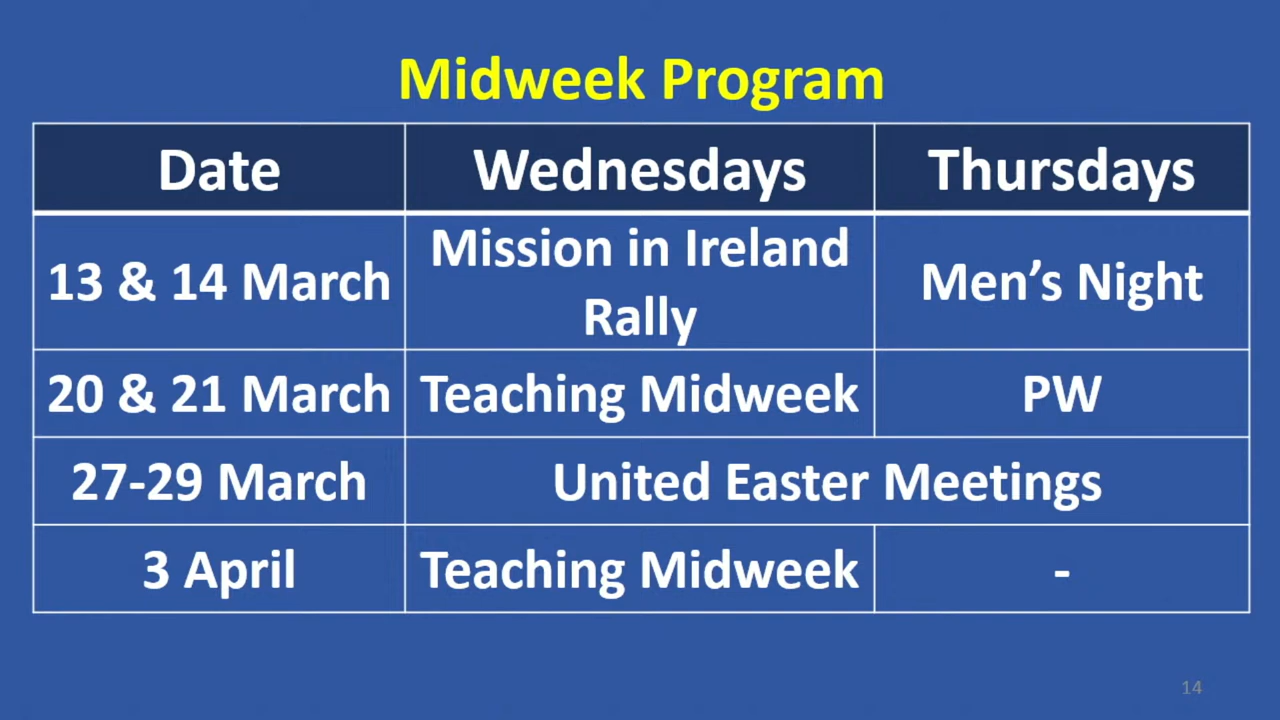 Midweek Program
Date Wednesdays Thursdays
13 & 14 March Mission in Ireland Rally Men's Night
20 & 21 March Teaching Midweek PW
27-29 March United Easter Meetings
3 April Teaching Midweek -
14